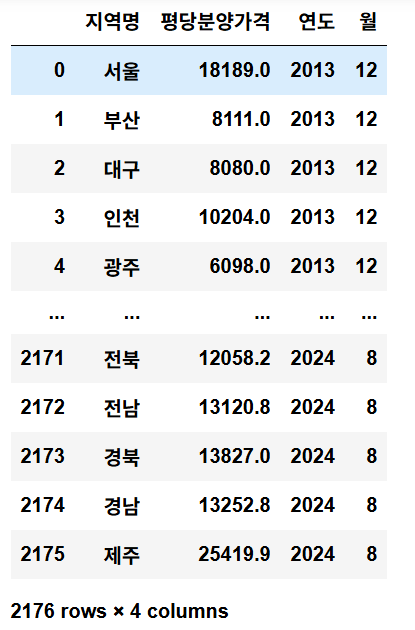 지역명 평당분양가격 연도 월
0 서울 18189.0 2013 12
1 부산 8111.0 2013 12
2 대구 8080.0 2013 12
3 인천 10204.0 2013 12
4 광주 6098.0 2013 12
... ... ... ... ...
2171 전북 12058.2 2024 8
2172 전남 13120.8 2024 8
2173 경북 13827.0 2024 8
2174 경남 13252.8 2024 8
2175 제주 25419.9 2024 8
2176 rows × 4 columns